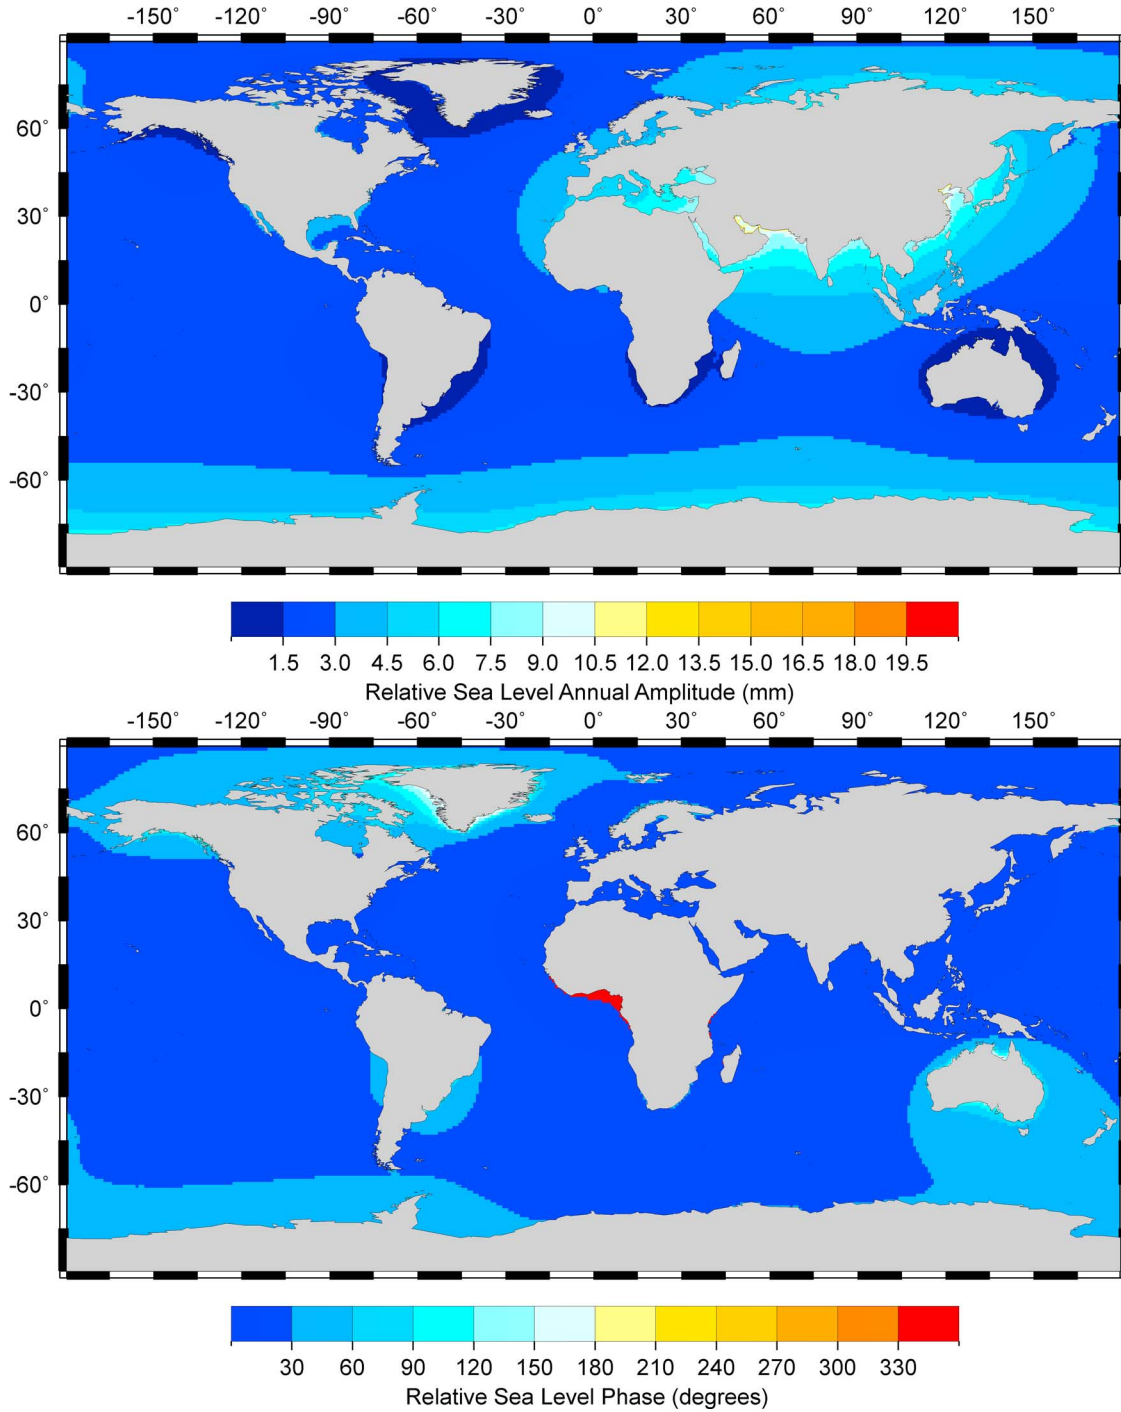 -150° -120° -90° -60° -30° 0° 30° 60° 90° 120° 150°
60°
30°
0°
-30°
-60°
1.5 3.0 4.5 6.0 7.5 9.0 10.5 12.0 13.5 15.0 16.5 18.0 19.5
Relative Sea Level Annual Amplitude (mm)
-150° -120° -90° -60° -30° 0° 30° 60° 90° 120° 150°
60°
30°
0°
-30°
-60°
30 60 90 120 150 180 210 240 270 300 330
Relative Sea Level Phase (degrees)